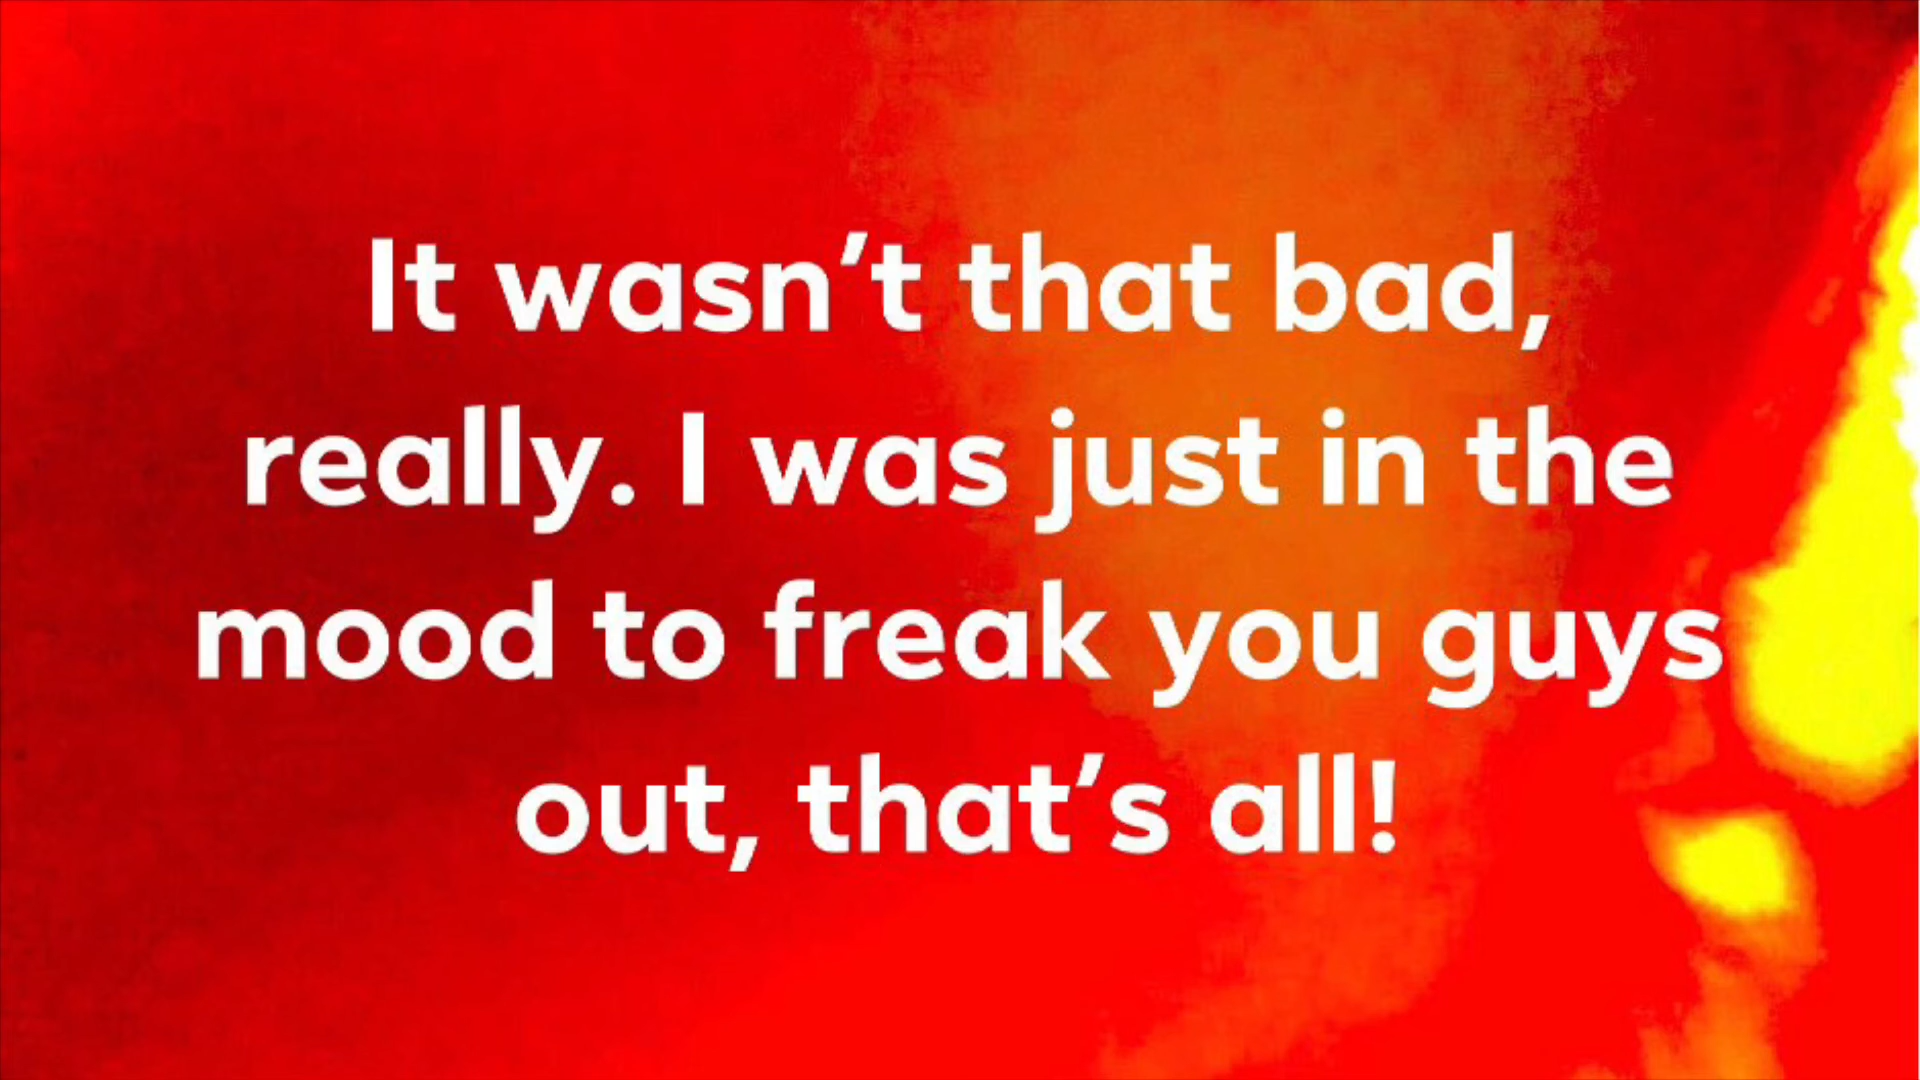 It wasn’t that bad,
really. I was just in the
mood to freak you guys
out, that’s all!